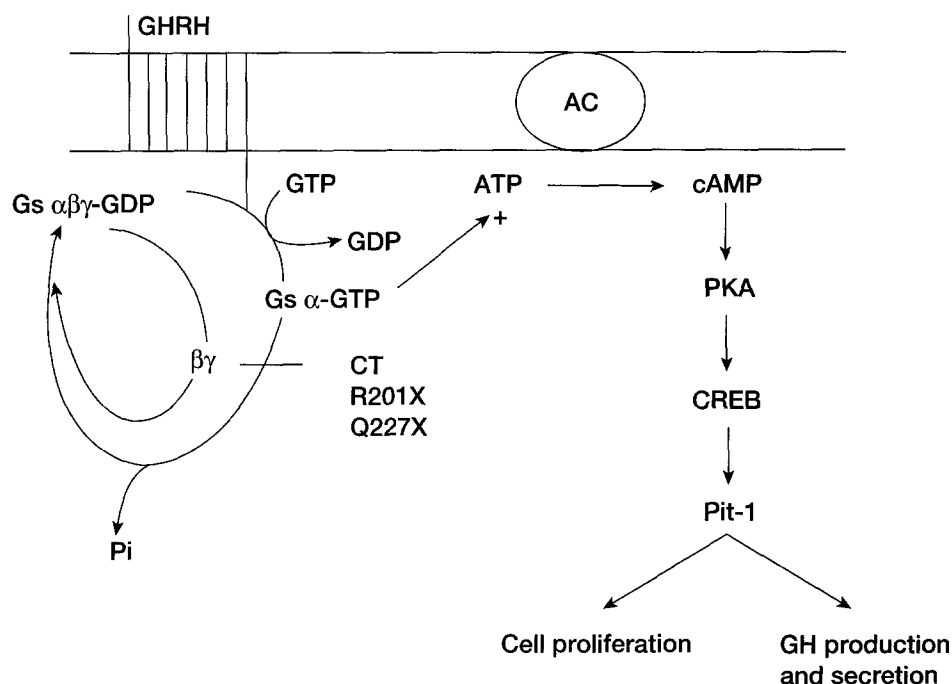 GHRH
AC
GTP
ATP
cAMP
Gs αβγ-GDP
+
GDP
PKA
Gs α-GTP
βγ
CT
R201X
Q227X
CREB
Pit-1
Pi
Cell proliferation
GH production
and secretion